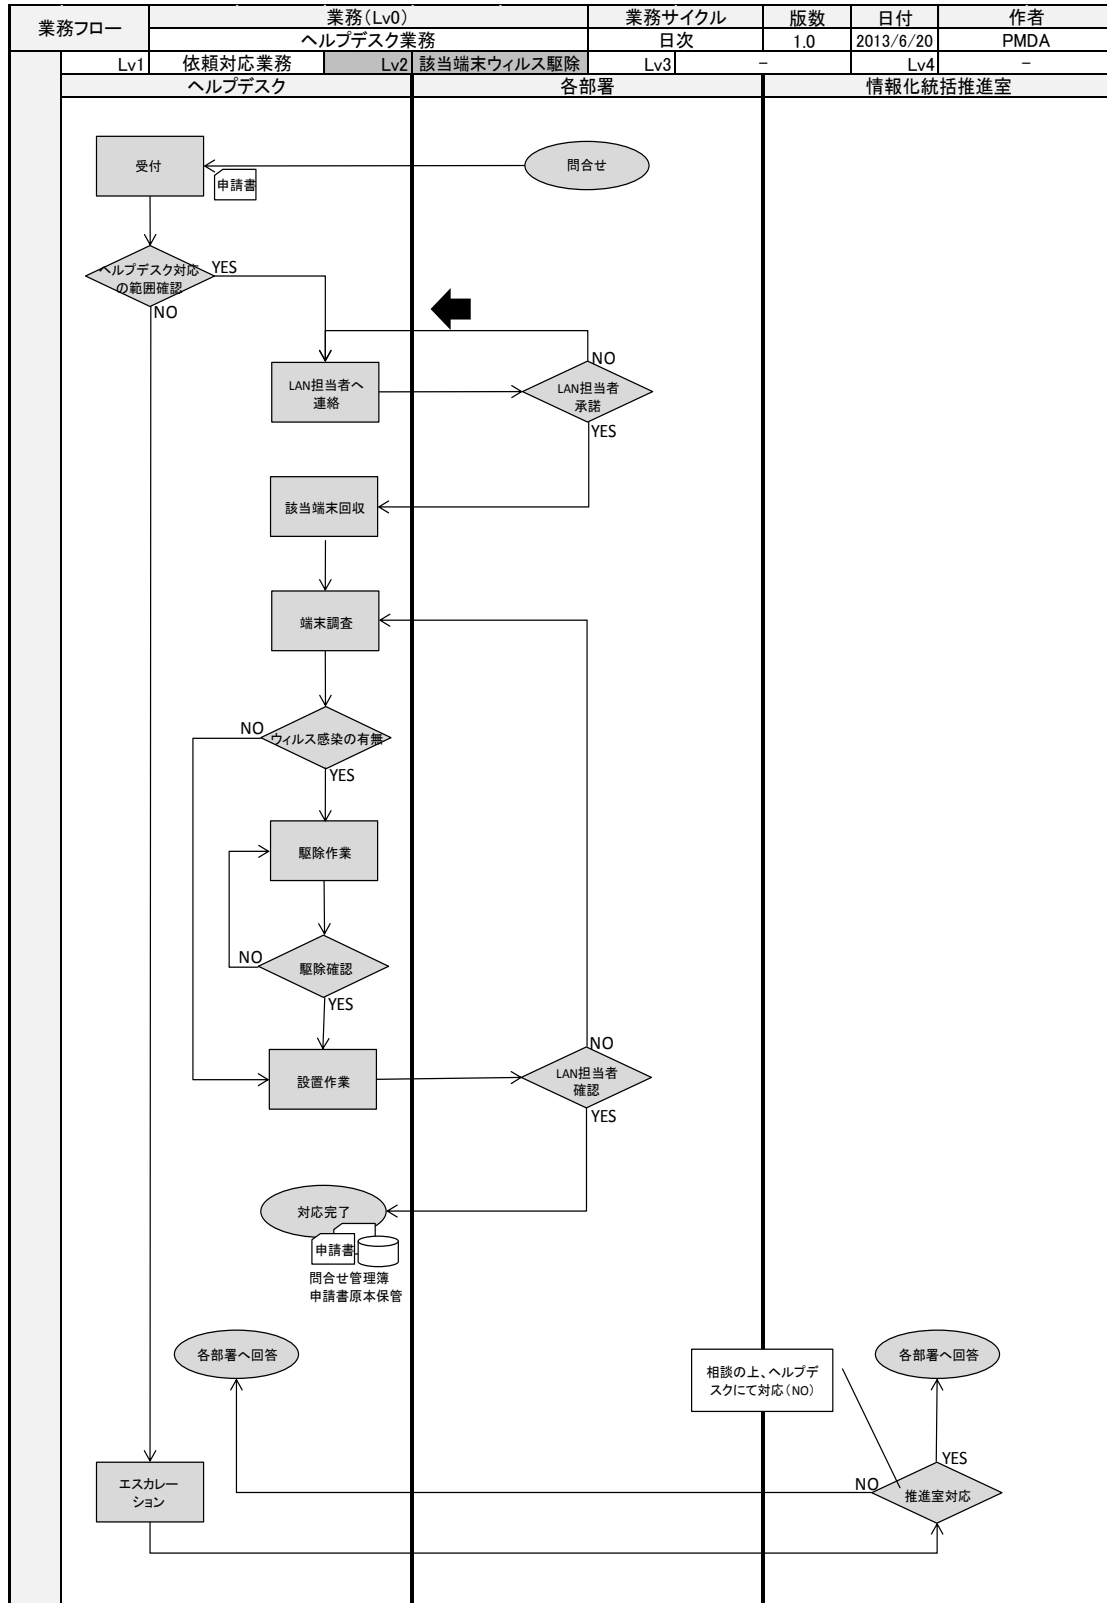 業務フロー
業務(Lv0)
業務サイクル
版数
日付
作者
ヘルプデスク業務
日次
1.0
2013/6/20
PMDA
Lv1
依頼対応業務
Lv2
該当端末ウィルス駆除
Lv3
−
Lv4
−
ヘルプデスク
各部署
情報化統括推進室
受付
申請書
問合せ
ヘルプデスク対応
の範囲確認
YES
NO
LAN担当者へ
連絡
NO
LAN担当者
承諾
YES
該当端末回収
端末調査
NO
ウィルス感染の有無
YES
駆除作業
NO
駆除確認
YES
設置作業
NO
LAN担当者
確認
YES
対応完了
申請書
問合せ管理簿
申請書原本保管
各部署へ回答
相談の上、ヘルプデ
スクにて対応(NO)
各部署へ回答
エスカレー
ション
YES
NO
推進室対応